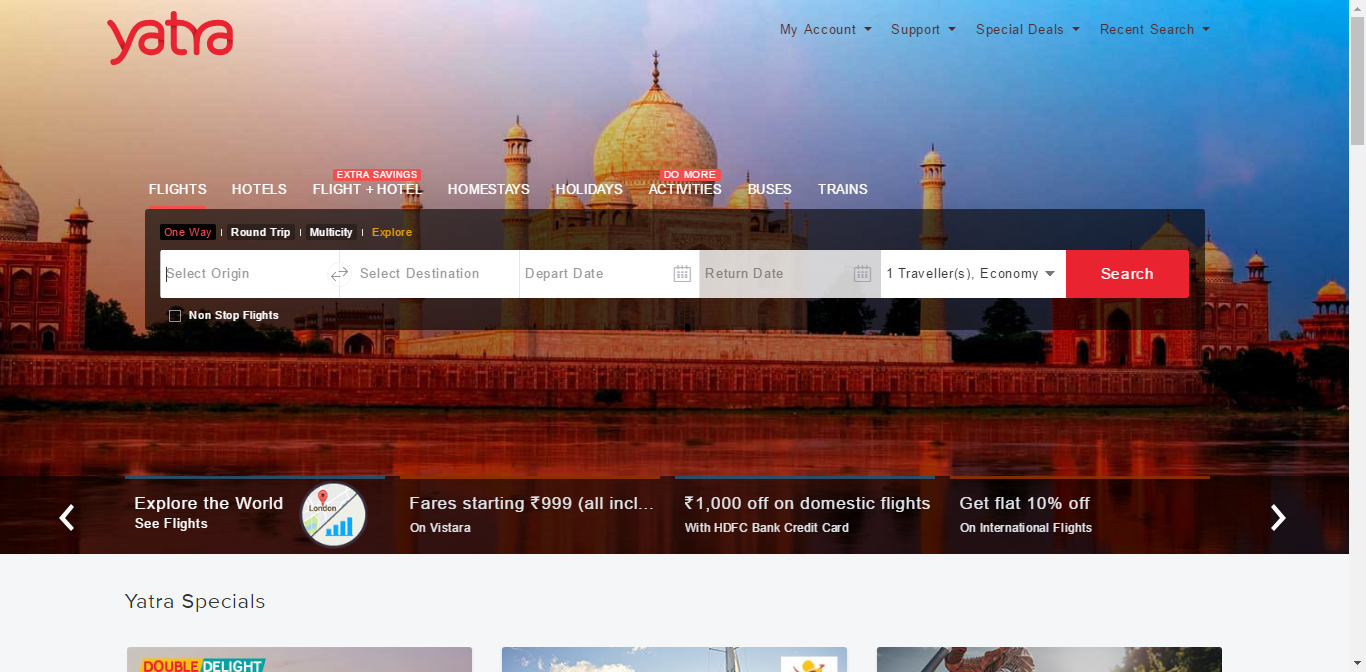 yatra
My Account
Support
Special Deals
Recent Search
EXTRA SAVINGS
DO MORE
FLIGHTS
HOTELS
FLIGHT + HOTEL
HOMESTAYS
HOLIDAYS
ACTIVITIES
BUSES
TRAINS
One Way | Round Trip | Multicity | Explore
Select Origin
Select Destination
Depart Date
Return Date
1 Traveller(s), Economy
Search
Non Stop Flights
Explore the World
See Flights
London
Fares starting ₹999 (all incl...
On Vistara
₹1,000 off on domestic flights
With HDFC Bank Credit Card
Get flat 10% off
On International Flights
Yatra Specials
DOUBLE DELIGHT